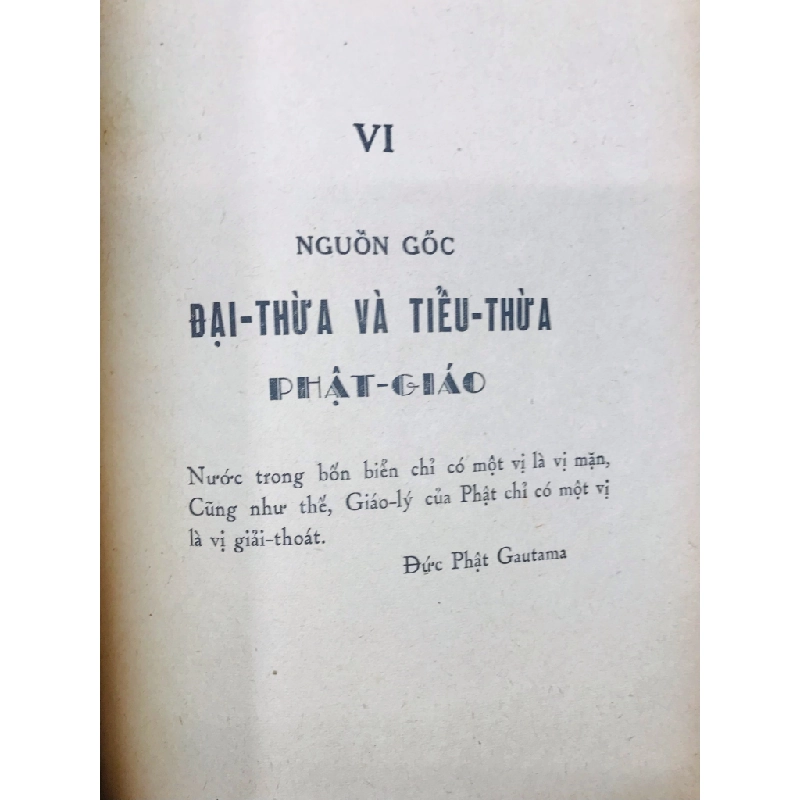 VI
NGUỒN GỐC
ĐẠI-THỪA VÀ TIỂU-THỪA
PHẬT-GIÁO
Nước trong bốn biển chỉ có một vị là vị mặn,
Cũng như thế, Giáo-lý của Phật chỉ có một vị
là vị giải-thoát.
Đức Phật Gautama